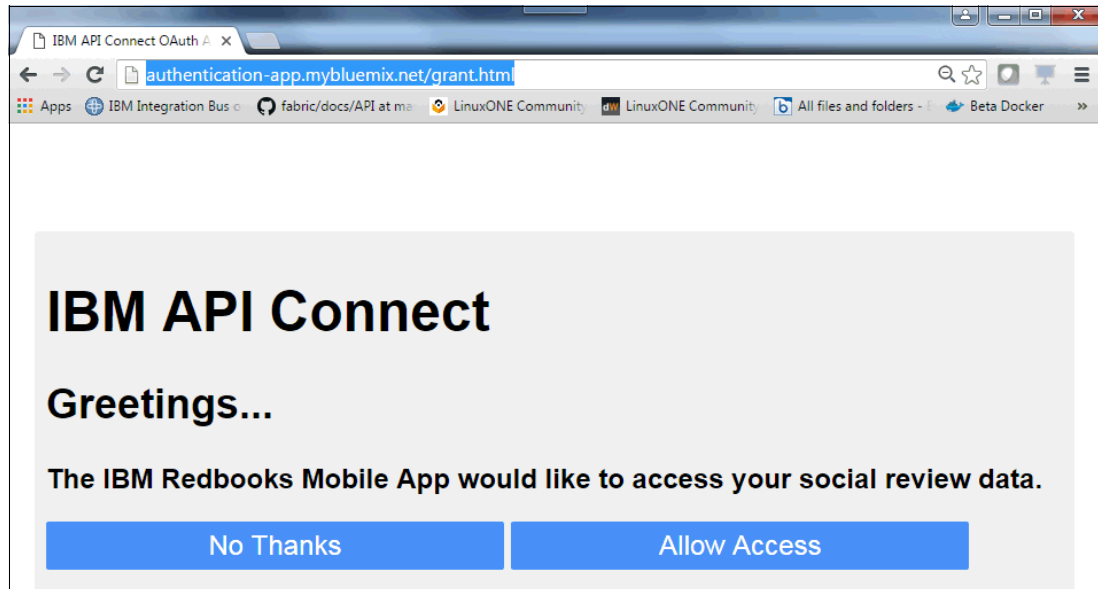 IBM API Connect OAuth A
authentication-app.mybluemix.net/grant.html
Apps IBM Integration Bus o fabric/docs/API at ma LinuxONE Community dW LinuxONE Community b All files and folders - Beta Docker »
IBM API Connect
Greetings...
The IBM Redbooks Mobile App would like to access your social review data.
No Thanks Allow Access